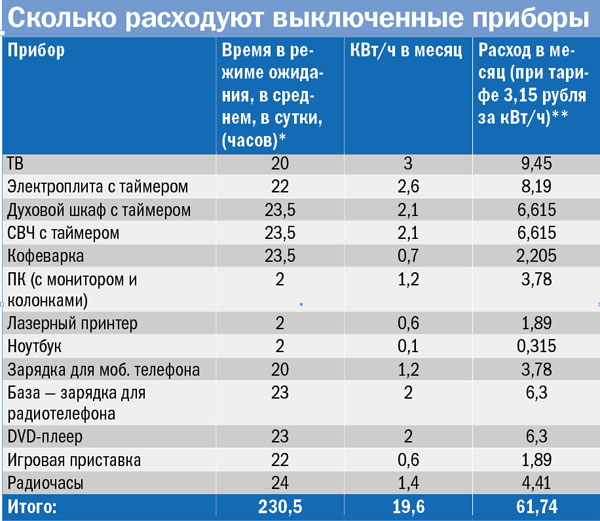 Сколько расходуют выключенные приборы
Прибор Время в ре- КВт/ч в месяц Расход в ме-
жиме ожида- сяц (при тари-
ния, в сред- фе 3,15 рубля
нем, в сутки, за кВт/ч)**
(часов)*
ТВ 20 3 9,45
Электроплита с таймером 22 2,6 8,19
Духовой шкаф с таймером 23,5 2,1 6,615
СВЧ с таймером 23,5 2,1 6,615
Кофеварка 23,5 0,7 2,205
ПК (с монитором и 2 1,2 3,78
колонками)
Лазерный принтер 2 0,6 1,89
Ноутбук 2 0,1 0,315
Зарядка для моб. телефона 20 1,2 3,78
База — зарядка для 23 2 6,3
радиотелефона
DVD-плеер 23 2 6,3
Игровая приставка 22 0,6 1,89
Радиочасы 24 1,4 4,41
Итого: 230,5 19,6 61,74